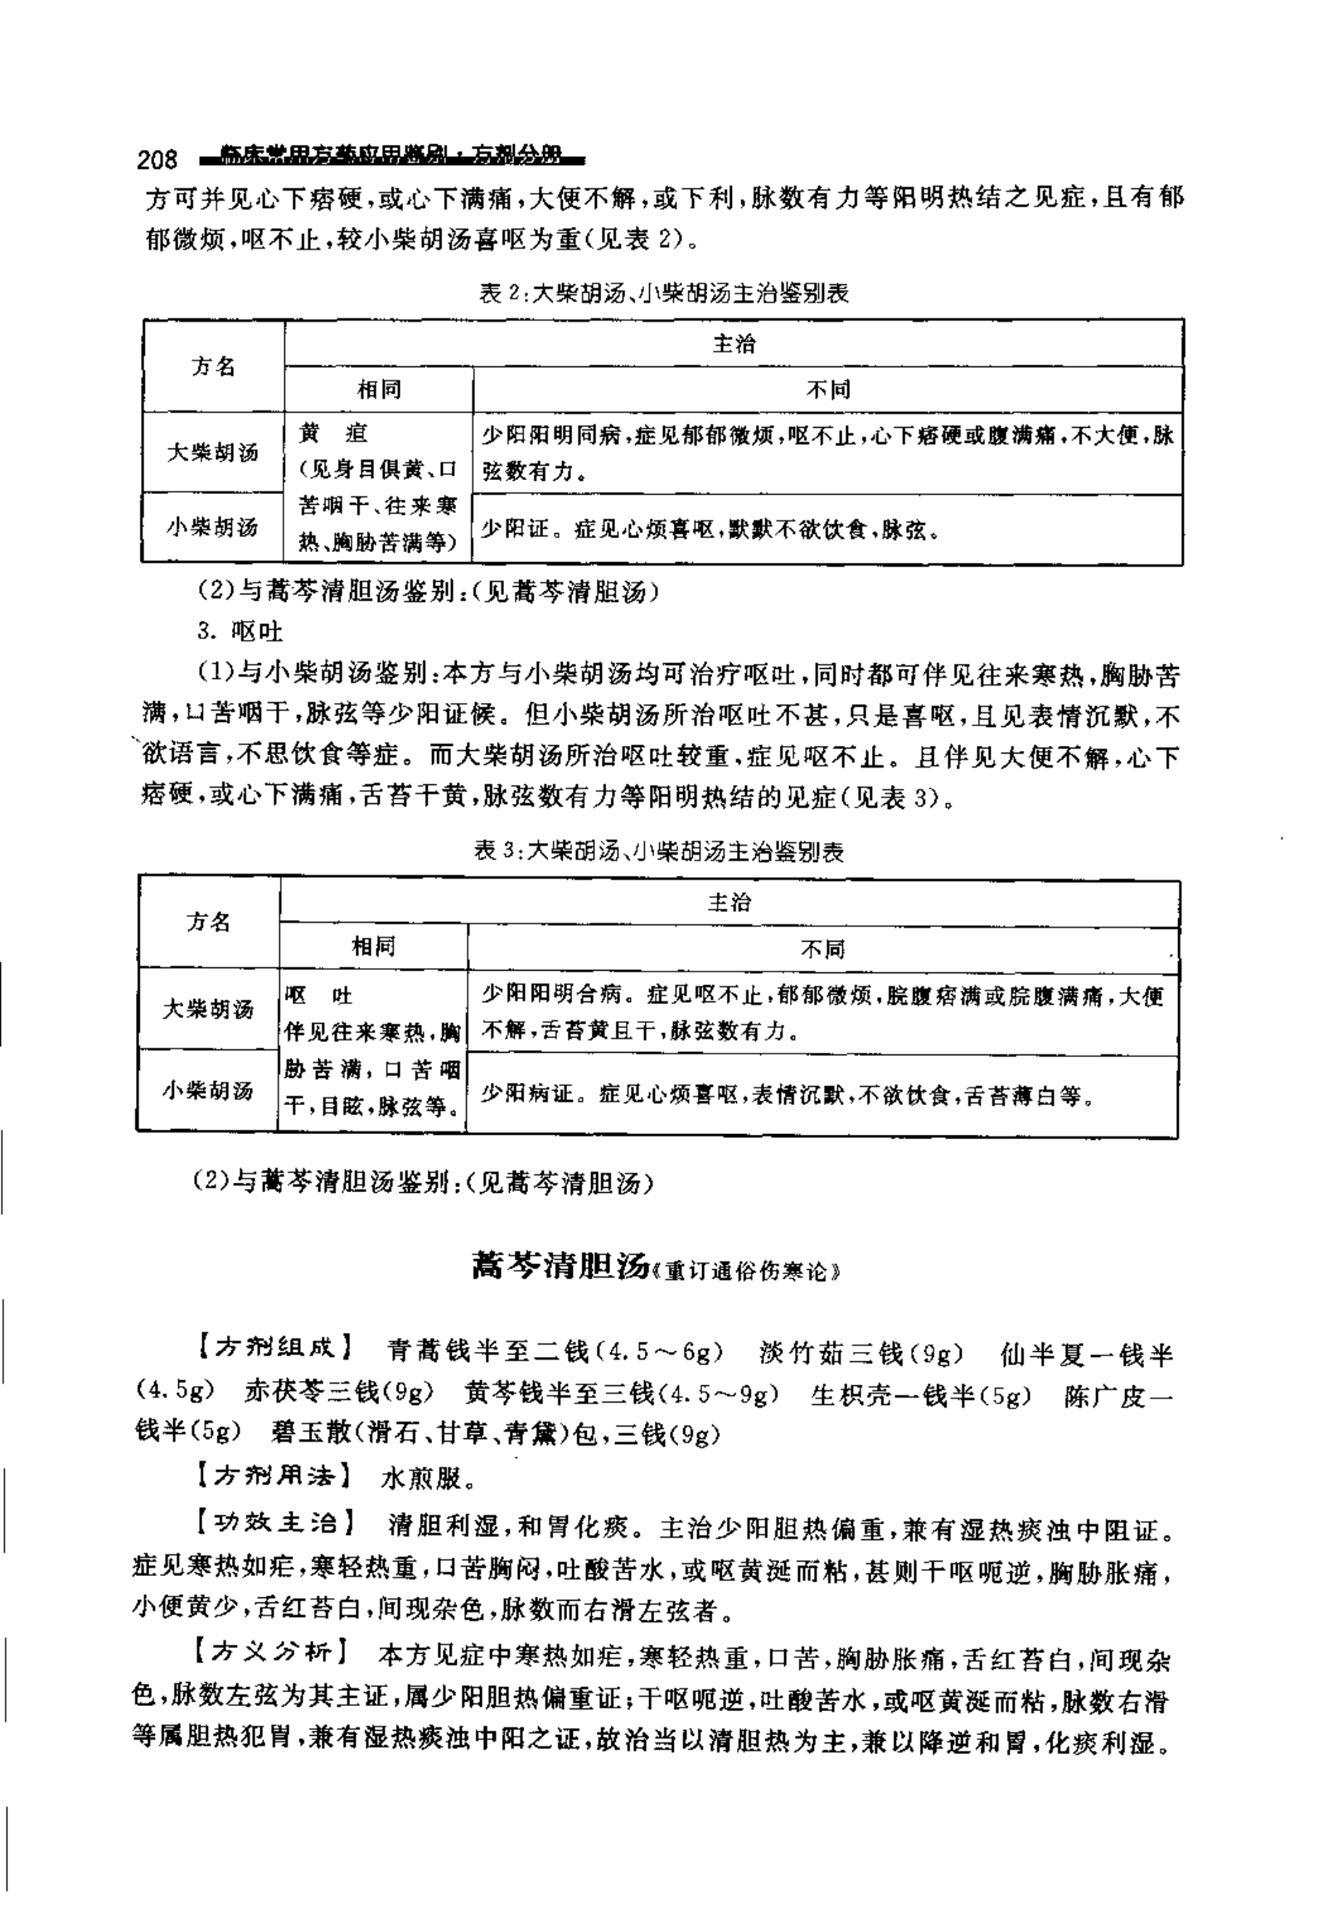 208 临床常用方药应用鉴别·方剂分册
方可并见心下痞硬,或心下满痛,大便不解,或下利,脉数有力等阳明热结之见症,且有郁
郁微烦,呕不止,较小柴胡汤喜呕为重(见表 2)。
表 2:大柴胡汤、小柴胡汤主治鉴别表
方名
主治
相同
不同
大柴胡汤
黄 疸
(见身目俱黄、口
苦咽干、往来寒
热、胸胁苦满等)
少阳阳明同病,症见郁郁微烦,呕不止,心下痞硬或腹满痛,不大便,脉
弦数有力。
小柴胡汤
少阳证。症见心烦喜呕,默默不欲饮食,脉弦。
(2)与蒿芩清胆汤鉴别:(见蒿芩清胆汤)
3. 呕吐
(1)与小柴胡汤鉴别:本方与小柴胡汤均可治疗呕吐,同时都可伴见往来寒热,胸胁苦
满,口苦咽干,脉弦等少阳证候。但小柴胡汤所治呕吐不甚,只是喜呕,且见表情沉默,不
欲语言,不思饮食等症。而大柴胡汤所治呕吐较重,症见呕不止。且伴见大便不解,心下
痞硬,或心下满痛,舌苔干黄,脉弦数有力等阳明热结的见症(见表 3)。
表 3:大柴胡汤、小柴胡汤主治鉴别表
方名
主治
相同
不同
大柴胡汤
呕 吐
伴见往来寒热,胸
胁苦满,口苦咽
干,目眩,脉弦等。
少阳阳明合病。症见呕不止,郁郁微烦,脘腹痞满或脘腹满痛,大便
不解,舌苔黄且干,脉弦数有力。
小柴胡汤
少阳病证。症见心烦喜呕,表情沉默,不欲饮食,舌苔薄白等。
(2)与蒿芩清胆汤鉴别:(见蒿芩清胆汤)
蒿芩清胆汤《重订通俗伤寒论》
【方剂组成】 青蒿钱半至二钱(4.5～6g) 淡竹茹三钱(9g) 仙半夏一钱半
(4.5g) 赤茯苓三钱(9g) 黄芩钱半至三钱(4.5～9g) 生枳壳一钱半(5g) 陈广皮一
钱半(5g) 碧玉散(滑石、甘草、青黛)包,三钱(9g)
【方剂用法】 水煎服。
【功效主治】 清胆利湿,和胃化痰。主治少阳胆热偏重,兼有湿热痰浊中阻证。
症见寒热如疟,寒轻热重,口苦胸闷,吐酸苦水,或呕黄涎而粘,甚则干呕呃逆,胸胁胀痛,
小便黄少,舌红苔白,间现杂色,脉数而右滑左弦者。
【方义分析】 本方见症中寒热如疟,寒轻热重,口苦,胸胁胀痛,舌红苔白,间现杂
色,脉数左弦为其主证,属少阳胆热偏重证;干呕呃逆,吐酸苦水,或呕黄涎而粘,脉数右滑
等属胆热犯胃,兼有湿热痰浊中阳之证,故治当以清胆热为主,兼以降逆和胃,化痰利湿。